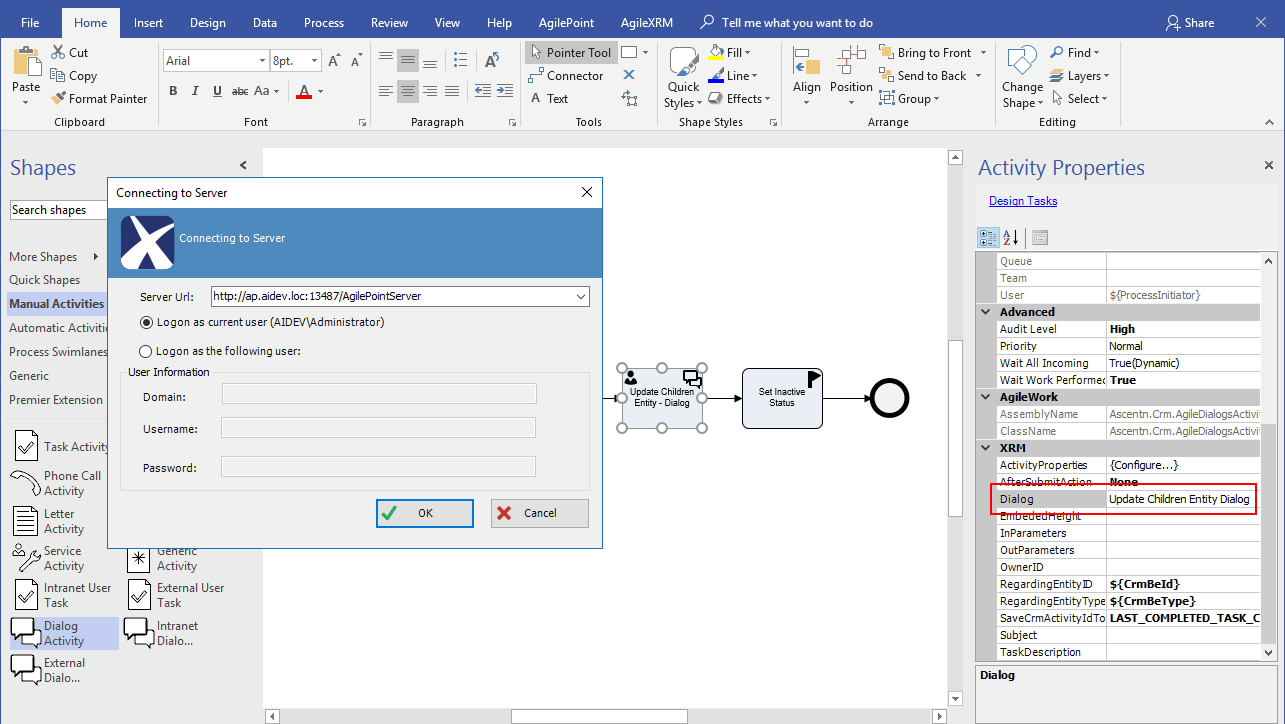 File Home Insert Design Data Process Review View Help AgilePoint AgileXRM Tell me what you want to do Share
Paste
Cut
Copy
Format Painter
Clipboard
Arial 8pt. A A
B I U abc Aa A
Font
Paragraph
Pointer Tool
Connector
A Text
Tools
Quick
Styles
Fill
Line
Effects
Shape Styles
Align Position
Bring to Front
Send to Back
Group
Arrange
Change
Shape
Find
Layers
Select
Editing
Shapes
Search shapes
More Shapes
Quick Shapes
Manual Activities
Automatic Activiti
Process Swimlanes
Generic
Premier Extension
Task Activity
Phone Call
Activity
Letter
Activity
Service
Activity
Generic
Activity
Intranet User
Task
External User
Task
Dialog
Activity
Intranet
Dialo...
External
Dialo...
Connecting to Server
Connecting to Server
Server Url: http://ap.aidev.loc:13487/AgilePointServer
Logon as current user (AIDEV\Administrator)
Logon as the following user:
User Information
Domain:
Username:
Password:
OK Cancel
Update Children
Entity - Dialog
Set Inactive
Status
Activity Properties
Design Tasks
A
Z
Queue
Team
User ${ProcessInitiator}
Advanced
Audit Level High
Priority Normal
Wait All Incoming True(Dynamic)
Wait Work Performec True
AgileWork
AssemblyName Ascentn.Crm.AgileDialogsActivi
ClassName Ascentn.Crm.AgileDialogsActivi
XRM
ActivityProperties {Configure...}
AfterSubmitAction None
Dialog Update Children Entity Dialog
EmbededHeight
InParameters
OutParameters
OwnerID
RegardingEntityID ${CrmBeId}
RegardingEntityType ${CrmBeType}
SaveCrmActivityIdTo LAST_COMPLETED_TASK_C
Subject
TaskDescription
Dialog